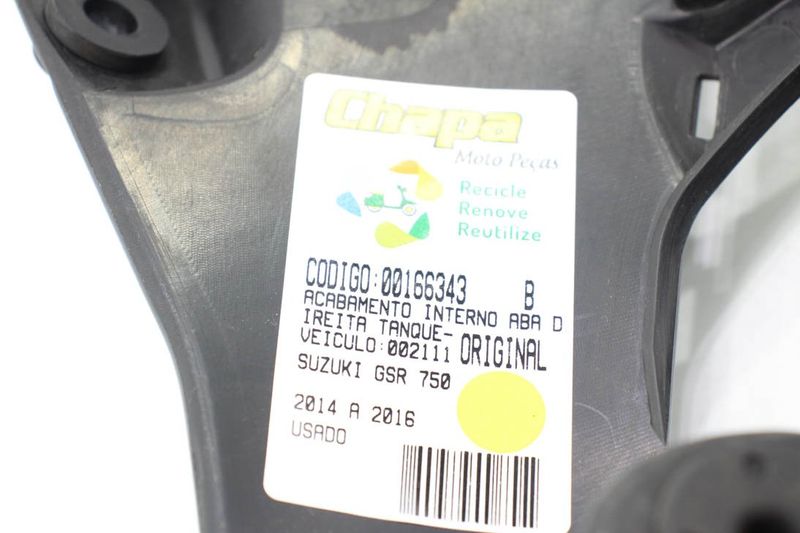 Chapa
Moto Peças
Recicle
Renove
Reutilize
CODIGO:00166343 B
ACABAMENTO INTERNO ABA D
IREITA TANQUE-
VEICULO:002111 ORIGINAL
SUZUKI GSR 750
2014 A 2016
USADO